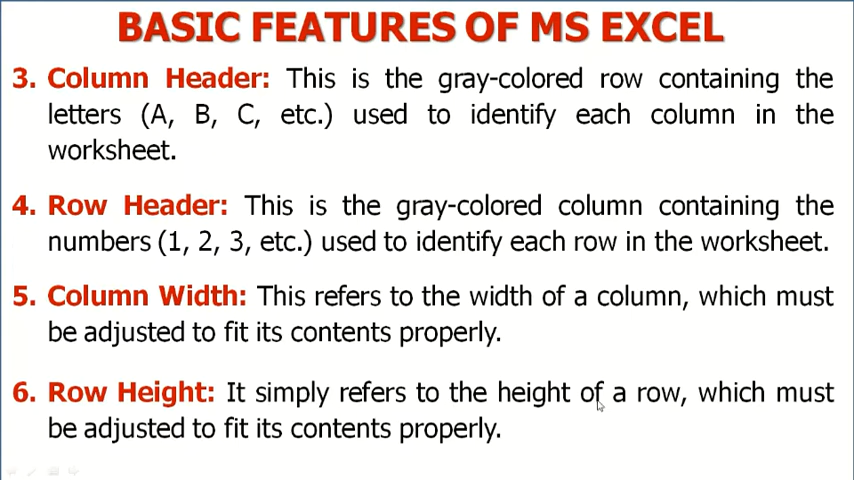 BASIC FEATURES OF MS EXCEL
3. Column Header: This is the gray-colored row containing the
letters (A, B, C, etc.) used to identify each column in the
worksheet.
4. Row Header: This is the gray-colored column containing the
numbers (1, 2, 3, etc.) used to identify each row in the worksheet.
5. Column Width: This refers to the width of a column, which must
be adjusted to fit its contents properly.
6. Row Height: It simply refers to the height of a row, which must
be adjusted to fit its contents properly.